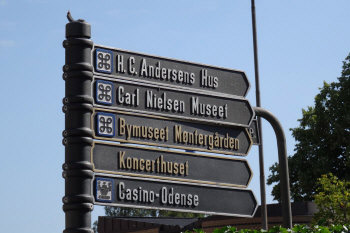 H. C. Andersens Hus
Carl Nielsen Museet
Bymuseet Møntergården
Koncerthuset
Casino-Odense